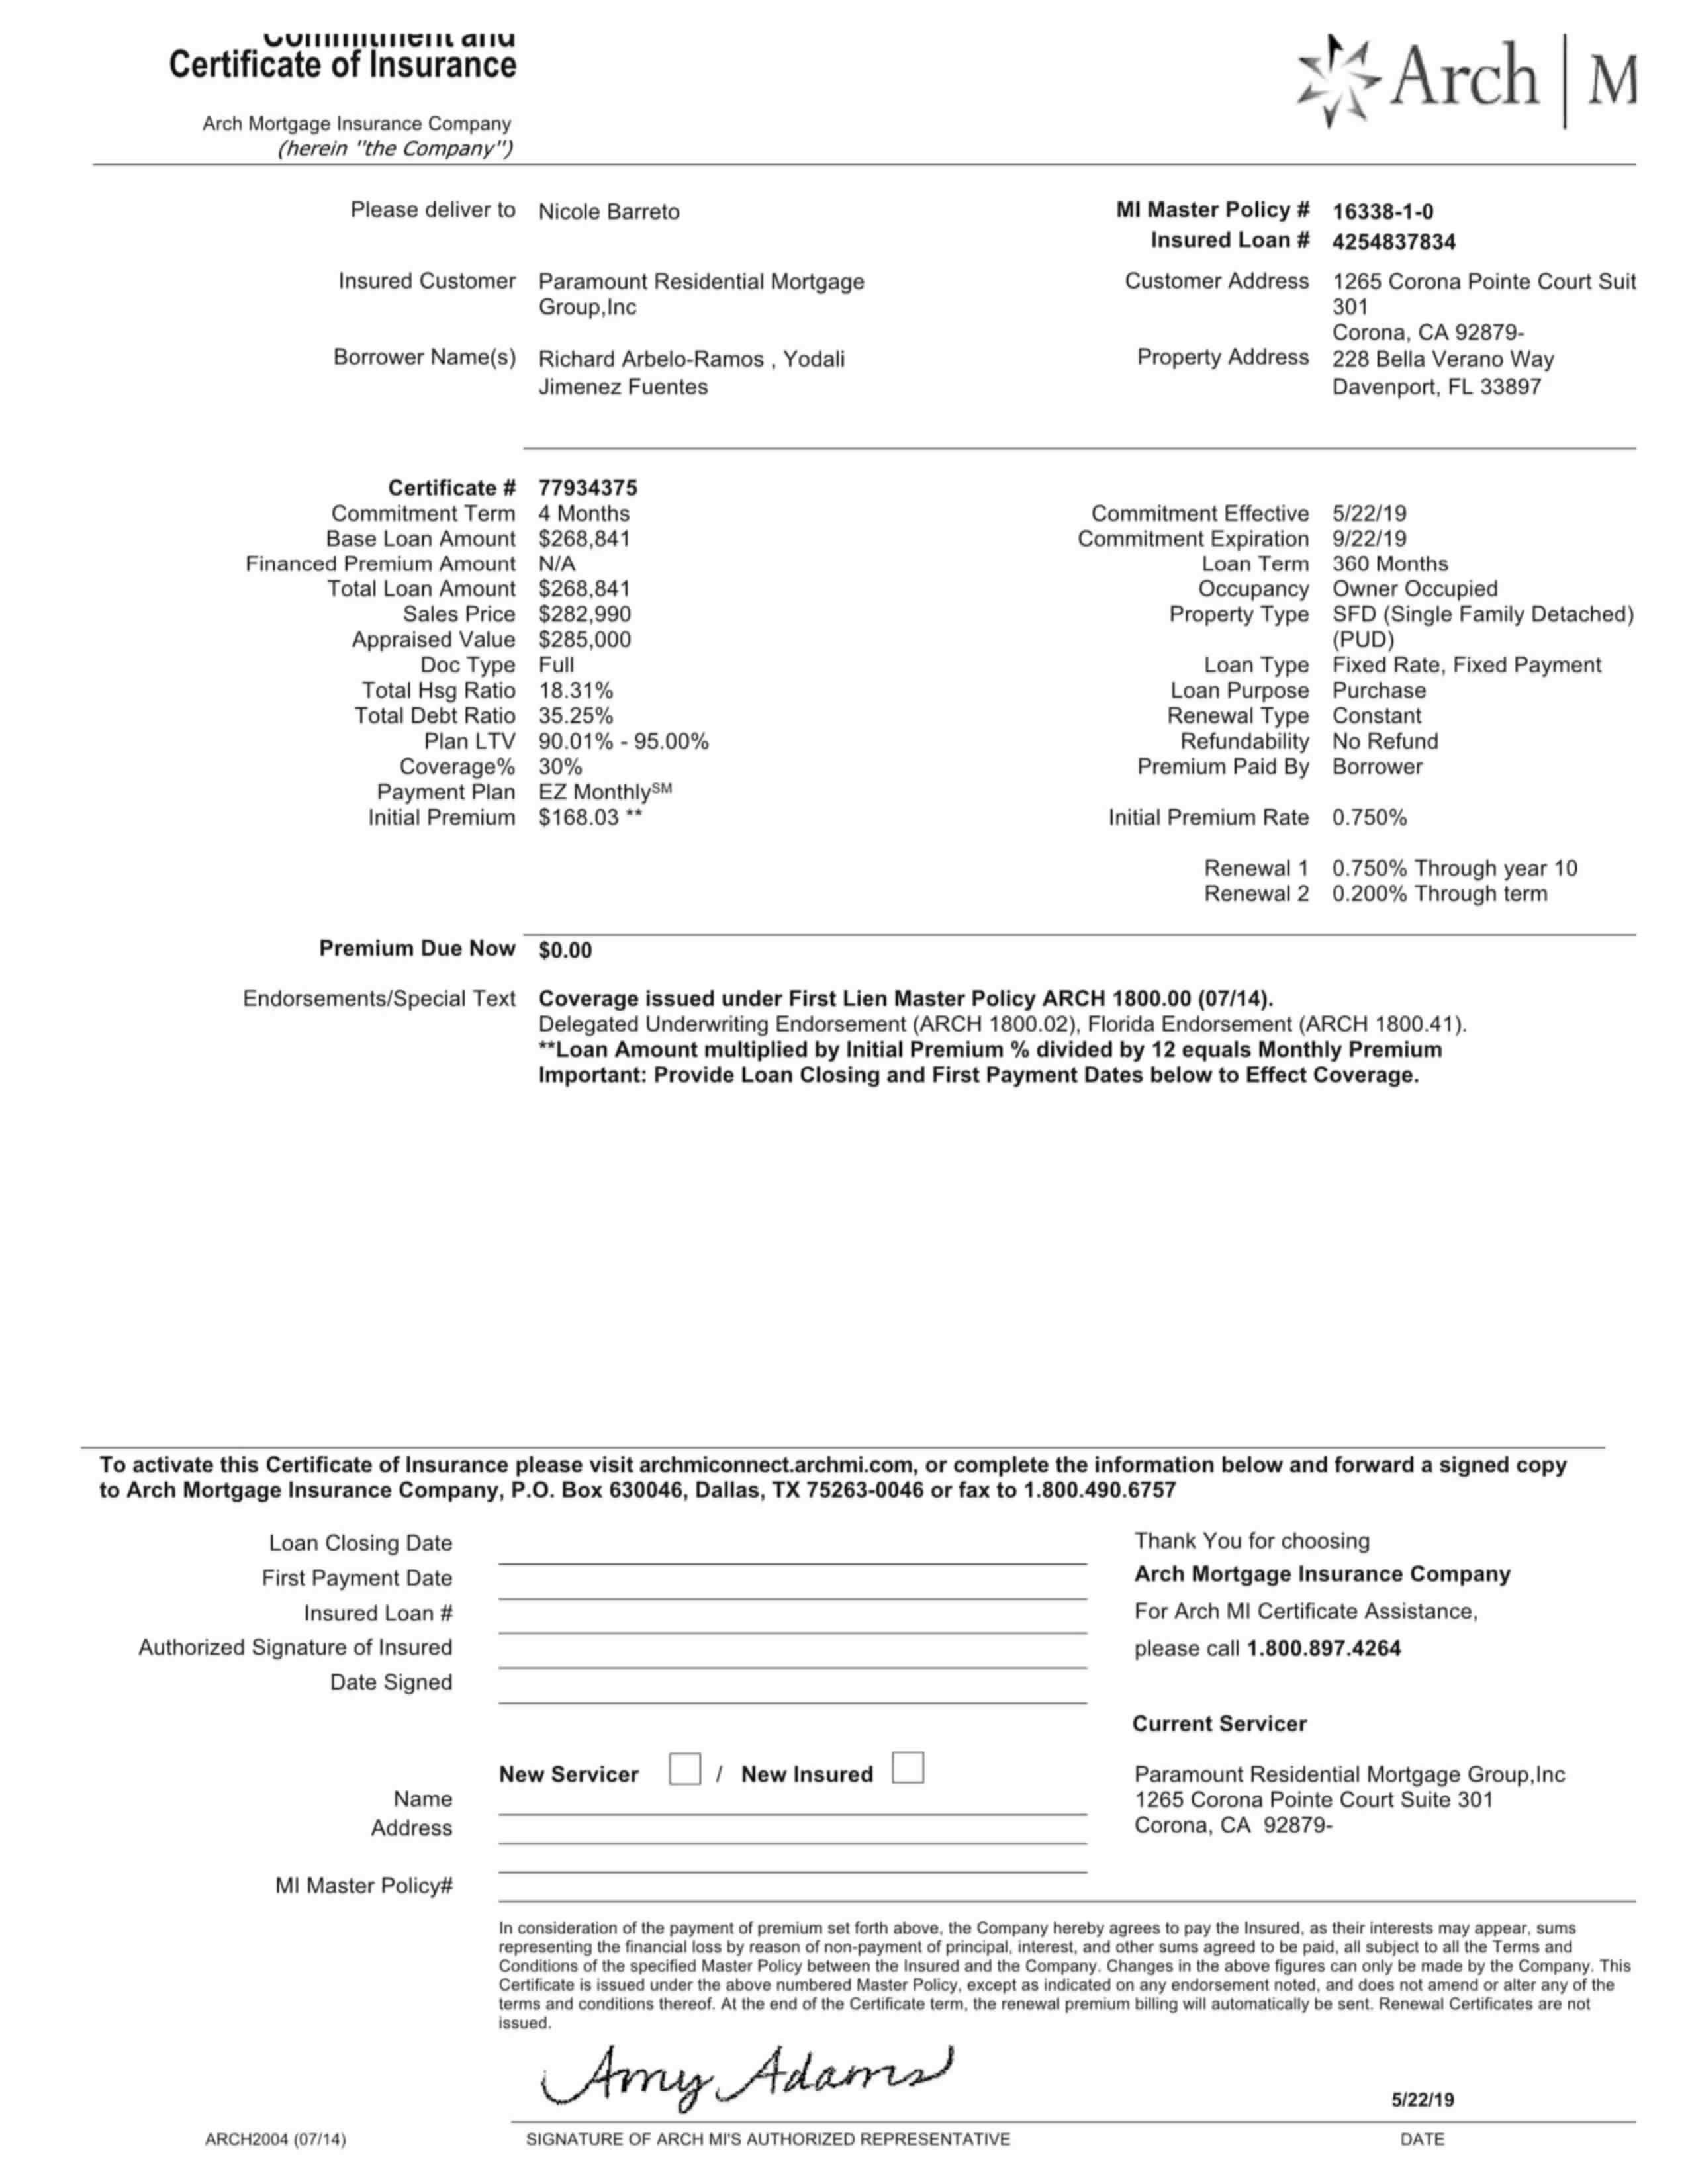 Commitment and
Certificate of Insurance
Arch | M
Arch Mortgage Insurance Company
(herein "the Company")
Please deliver to Nicole Barreto
MI Master Policy # 16338-1-0
Insured Loan # 4254837834
Insured Customer Paramount Residential Mortgage
Group,Inc
Customer Address 1265 Corona Pointe Court Suit
301
Corona, CA 92879-
Borrower Name(s) Richard Arbelo-Ramos , Yodali
Jimenez Fuentes
Property Address 228 Bella Verano Way
Davenport, FL 33897
Certificate # 77934375
Commitment Term 4 Months
Base Loan Amount $268,841
Financed Premium Amount N/A
Total Loan Amount $268,841
Sales Price $282,990
Appraised Value $285,000
Doc Type Full
Total Hsg Ratio 18.31%
Total Debt Ratio 35.25%
Plan LTV 90.01% - 95.00%
Coverage% 30%
Payment Plan EZ MonthlySM
Initial Premium $168.03 **
Commitment Effective 5/22/19
Commitment Expiration 9/22/19
Loan Term 360 Months
Occupancy Owner Occupied
Property Type SFD (Single Family Detached)
(PUD)
Loan Type Fixed Rate, Fixed Payment
Loan Purpose Purchase
Renewal Type Constant
Refundability No Refund
Premium Paid By Borrower
Initial Premium Rate 0.750%
Renewal 1 0.750% Through year 10
Renewal 2 0.200% Through term
Premium Due Now $0.00
Endorsements/Special Text Coverage issued under First Lien Master Policy ARCH 1800.00 (07/14).
Delegated Underwriting Endorsement (ARCH 1800.02), Florida Endorsement (ARCH 1800.41).
**Loan Amount multiplied by Initial Premium % divided by 12 equals Monthly Premium
Important: Provide Loan Closing and First Payment Dates below to Effect Coverage.
To activate this Certificate of Insurance please visit archmiconnect.archmi.com, or complete the information below and forward a signed copy
to Arch Mortgage Insurance Company, P.O. Box 630046, Dallas, TX 75263-0046 or fax to 1.800.490.6757
Loan Closing Date
First Payment Date
Insured Loan #
Authorized Signature of Insured
Date Signed
Thank You for choosing
Arch Mortgage Insurance Company
For Arch MI Certificate Assistance,
please call 1.800.897.4264
Current Servicer
New Servicer / New Insured
Name
Address
MI Master Policy#
Paramount Residential Mortgage Group,Inc
1265 Corona Pointe Court Suite 301
Corona, CA 92879-
In consideration of the payment of premium set forth above, the Company hereby agrees to pay the Insured, as their interests may appear, sums
representing the financial loss by reason of non-payment of principal, interest, and other sums agreed to be paid, all subject to all the Terms and
Conditions of the specified Master Policy between the Insured and the Company. Changes in the above figures can only be made by the Company. This
Certificate is issued under the above numbered Master Policy, except as indicated on any endorsement noted, and does not amend or alter any of the
terms and conditions thereof. At the end of the Certificate term, the renewal premium billing will automatically be sent. Renewal Certificates are not
issued.
Amy Adams
5/22/19
ARCH2004 (07/14)
SIGNATURE OF ARCH MI'S AUTHORIZED REPRESENTATIVE
DATE